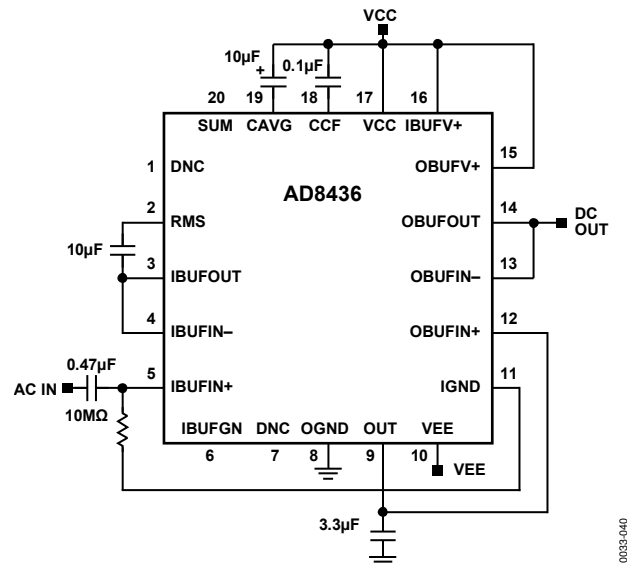 VCC
10µF
+
0.1µF
20 19 18 17 16
SUM CAVG CCF VCC IBUFV+
15
OBUFV+
1
DNC
AD8436
2
RMS
14
OBUFOUT
DC
OUT
10µF
3
IBUFOUT
13
OBUFIN–
4
IBUFIN–
12
OBUFIN+
0.47µF
AC IN
5
IBUFIN+
11
IGND
10MΩ
IBUFGN DNC OGND OUT VEE
6 7 8 9 10
VEE
3.3µF
0033-040